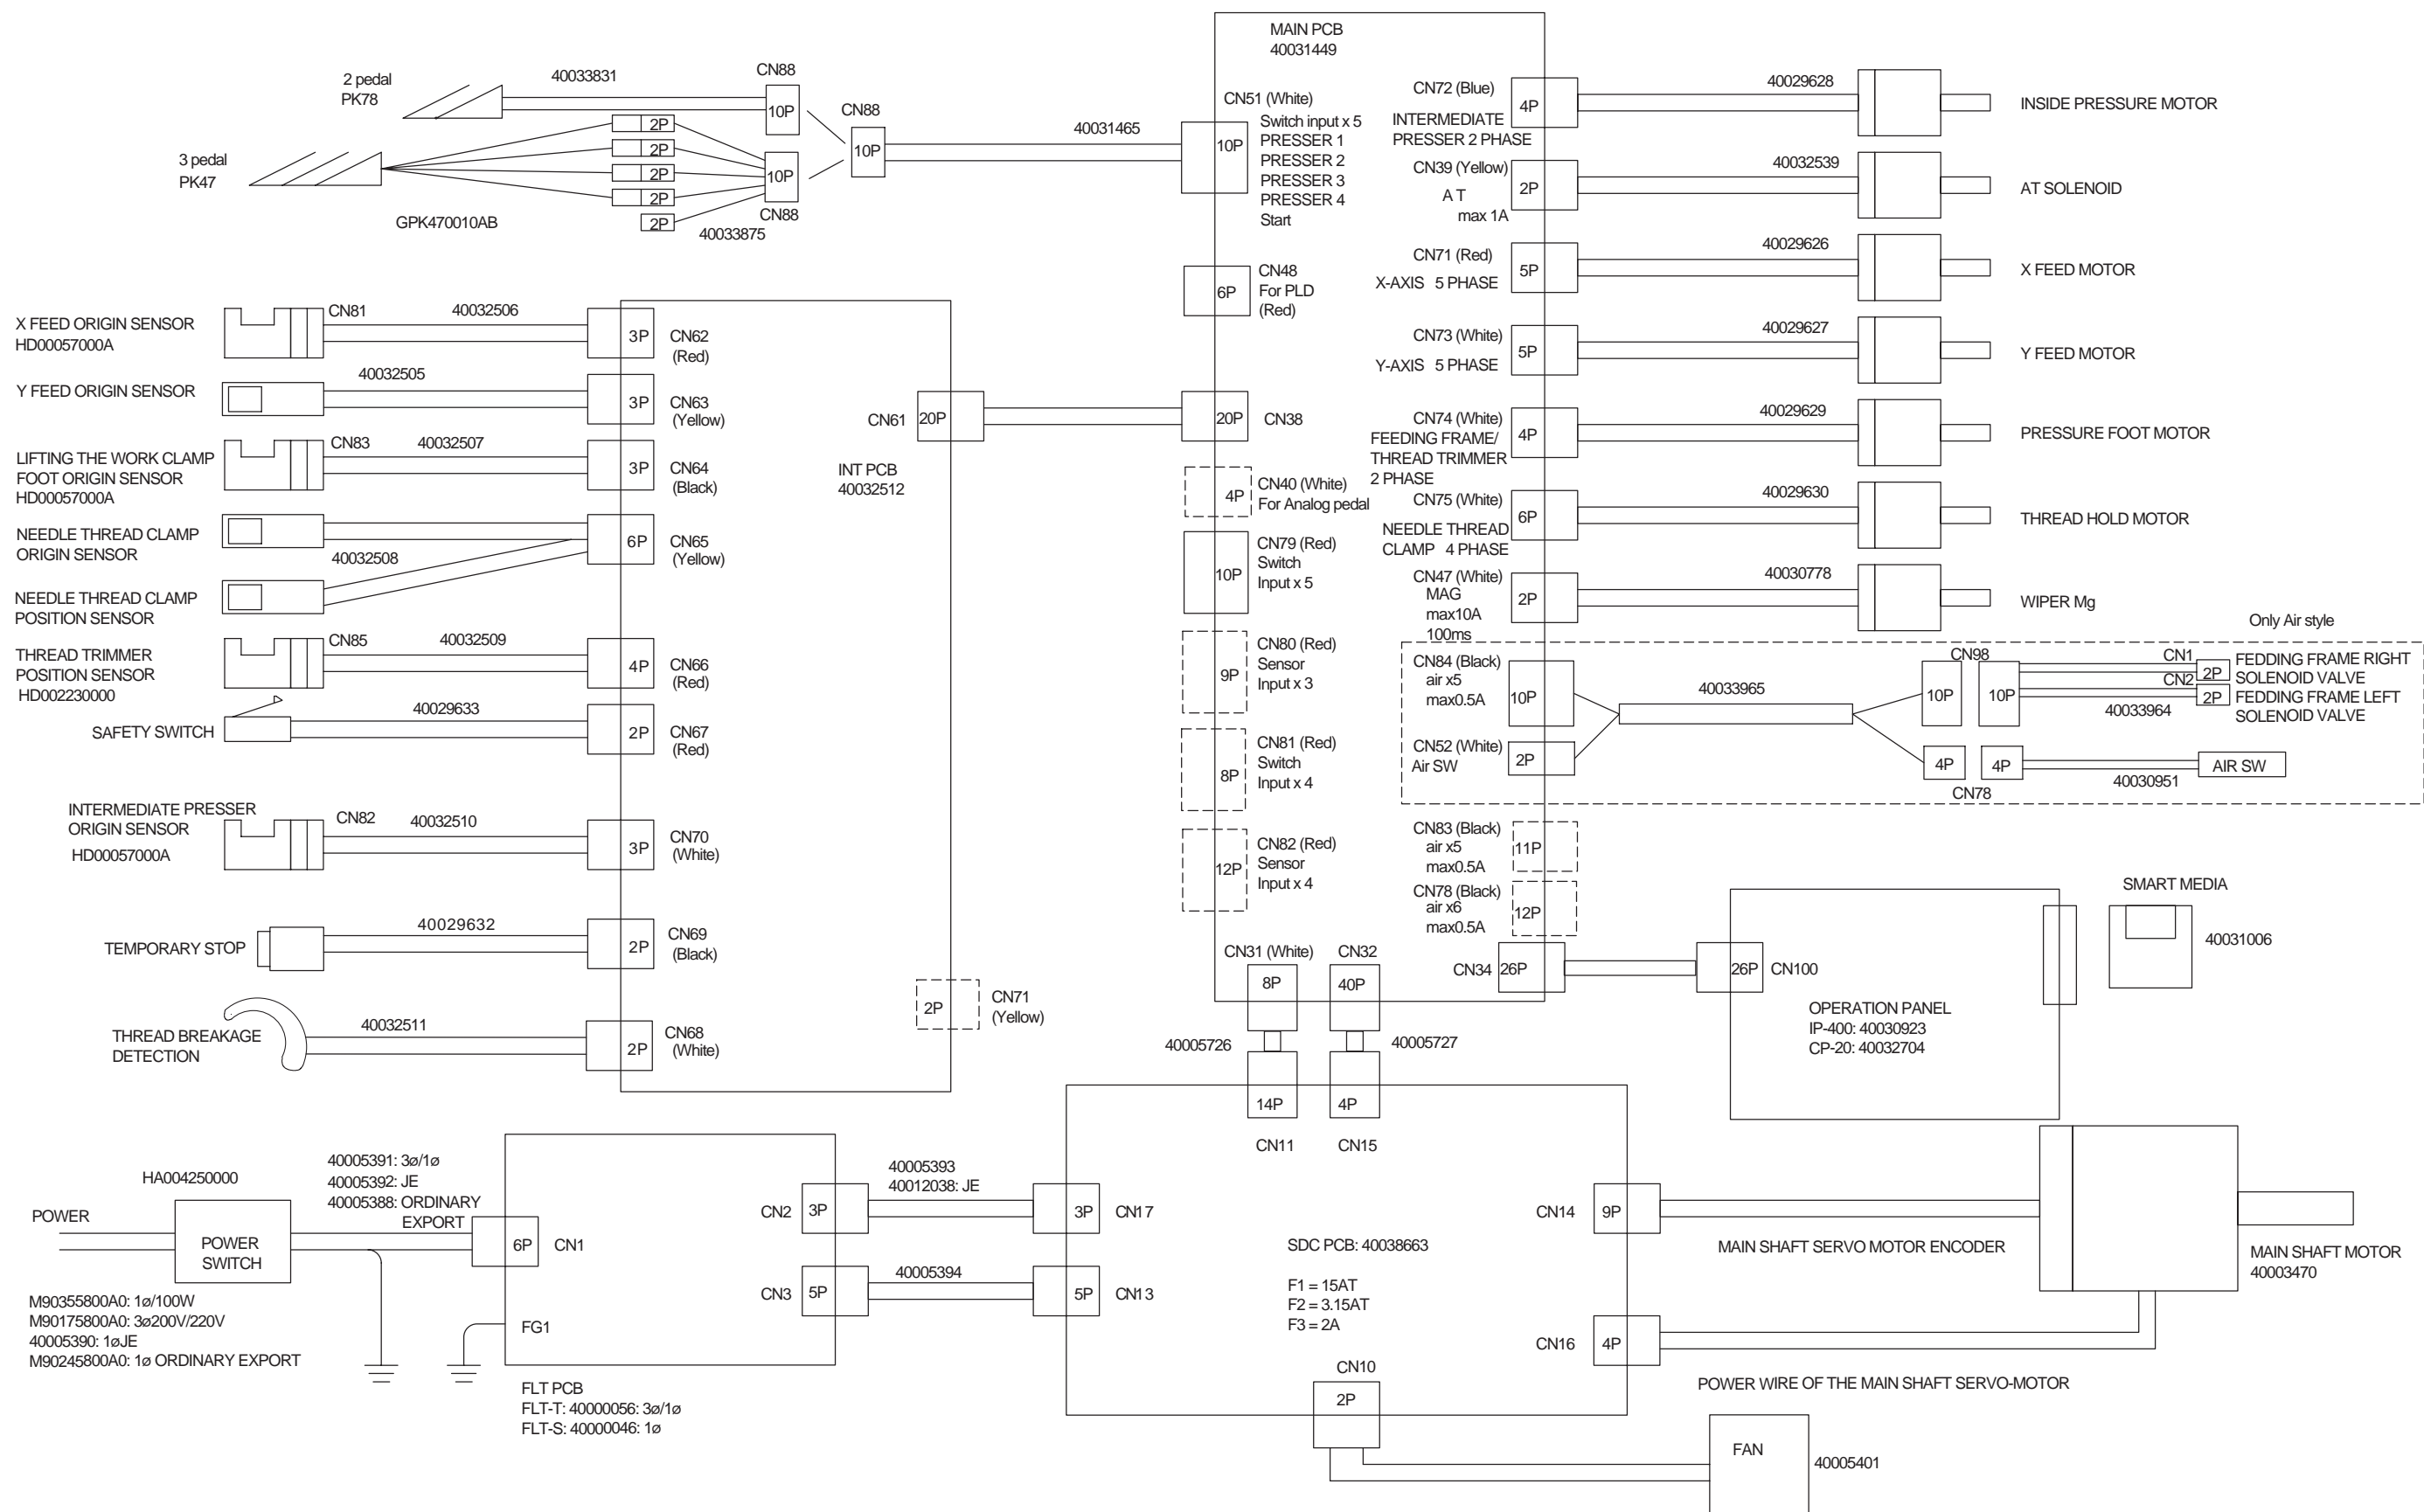 MAIN PCB
40031449
2 pedal
PK78
40033831
CN88
10P
3 pedal
PK47
2P
2P
2P
2P
2P
10P
CN88
GPK470010AB
40033875
CN88
10P
40031465
CN51 (White)
10P
Switch input x 5
PRESSER 1
PRESSER 2
PRESSER 3
PRESSER 4
Start
CN48
For PLD
(Red)
6P
CN72 (Blue)
4P
INTERMEDIATE
PRESSER 2 PHASE
40029628
INSIDE PRESSURE MOTOR
CN39 (Yellow)
2P
A T
max 1A
40032539
AT SOLENOID
CN71 (Red)
5P
X-AXIS 5 PHASE
40029626
X FEED MOTOR
CN73 (White)
5P
Y-AXIS 5 PHASE
40029627
Y FEED MOTOR
CN74 (White)
4P
FEEDING FRAME/
THREAD TRIMMER
2 PHASE
40029629
PRESSURE FOOT MOTOR
CN75 (White)
6P
NEEDLE THREAD
CLAMP 4 PHASE
40029630
THREAD HOLD MOTOR
CN47 (White)
MAG
max10A
100ms
2P
40030778
WIPER Mg
Only Air style
X FEED ORIGIN SENSOR
HD00057000A
CN81
40032506
3P
CN62
(Red)
Y FEED ORIGIN SENSOR
40032505
3P
CN63
(Yellow)
LIFTING THE WORK CLAMP
FOOT ORIGIN SENSOR
HD00057000A
CN83
40032507
3P
CN64
(Black)
NEEDLE THREAD CLAMP
ORIGIN SENSOR
40032508
6P
CN65
(Yellow)
NEEDLE THREAD CLAMP
POSITION SENSOR
THREAD TRIMMER
POSITION SENSOR
HD002230000
CN85
40032509
4P
CN66
(Red)
SAFETY SWITCH
40029633
2P
CN67
(Red)
INTERMEDIATE PRESSER
ORIGIN SENSOR
HD00057000A
CN82
40032510
3P
CN70
(White)
TEMPORARY STOP
40029632
2P
CN69
(Black)
THREAD BREAKAGE
DETECTION
40032511
2P
CN68
(White)
CN61
20P
INT PCB
40032512
2P
CN71
(Yellow)
20P
CN38
4P
CN40 (White)
For Analog pedal
10P
CN79 (Red)
Switch
Input x 5
9P
CN80 (Red)
Sensor
Input x 3
8P
CN81 (Red)
Switch
Input x 4
12P
CN82 (Red)
Sensor
Input x 4
CN84 (Black)
air x5
max0.5A
10P
CN52 (White)
Air SW
2P
40033965
CN98
10P
10P
CN1
2P
FEDDING FRAME RIGHT
SOLENOID VALVE
CN2
2P
FEDDING FRAME LEFT
SOLENOID VALVE
40033964
4P
4P
CN78
40030951
AIR SW
CN83 (Black)
air x5
max0.5A
11P
CN78 (Black)
air x6
max0.5A
12P
CN34
26P
26P
CN100
OPERATION PANEL
IP-400: 40030923
CP-20: 40032704
SMART MEDIA
40031006
CN31 (White)
8P
CN32
40P
40005726
40005727
14P
4P
CN11
CN15
POWER
HA004250000
POWER
SWITCH
40005391: 3ø/1ø
40005392: JE
40005388: ORDINARY
EXPORT
M90355800A0: 1ø/100W
M90175800A0: 3ø200V/220V
40005390: 1øJE
M90245800A0: 1ø ORDINARY EXPORT
6P
CN1
FG1
CN2
3P
CN3
5P
FLT PCB
FLT-T: 40000056: 3ø/1ø
FLT-S: 40000046: 1ø
40005393
40012038: JE
40005394
3P
CN17
5P
CN13
SDC PCB: 40038663
F1 = 15AT
F2 = 3.15AT
F3 = 2A
CN14
9P
MAIN SHAFT SERVO MOTOR ENCODER
MAIN SHAFT MOTOR
40003470
CN16
4P
POWER WIRE OF THE MAIN SHAFT SERVO-MOTOR
CN10
2P
FAN
40005401